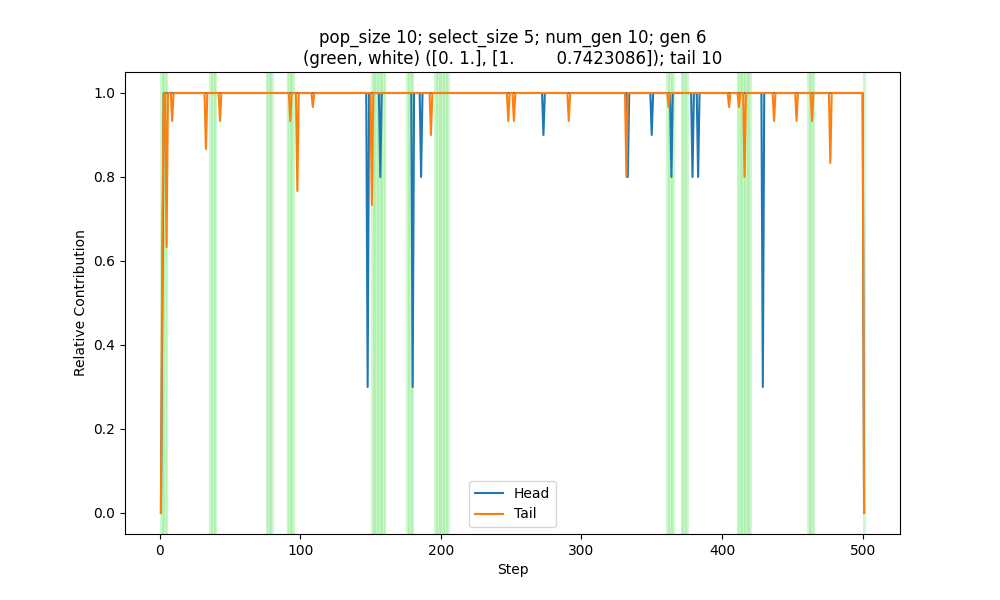 pop_size 10; select_size 5; num_gen 10; gen 6
(green, white) ([0. 1.], [1.        0.7423086]); tail 10
1.0
0.8
0.6
0.4
0.2
0.0
Relative Contribution
Head
Tail
0
100
200
300
400
500
Step